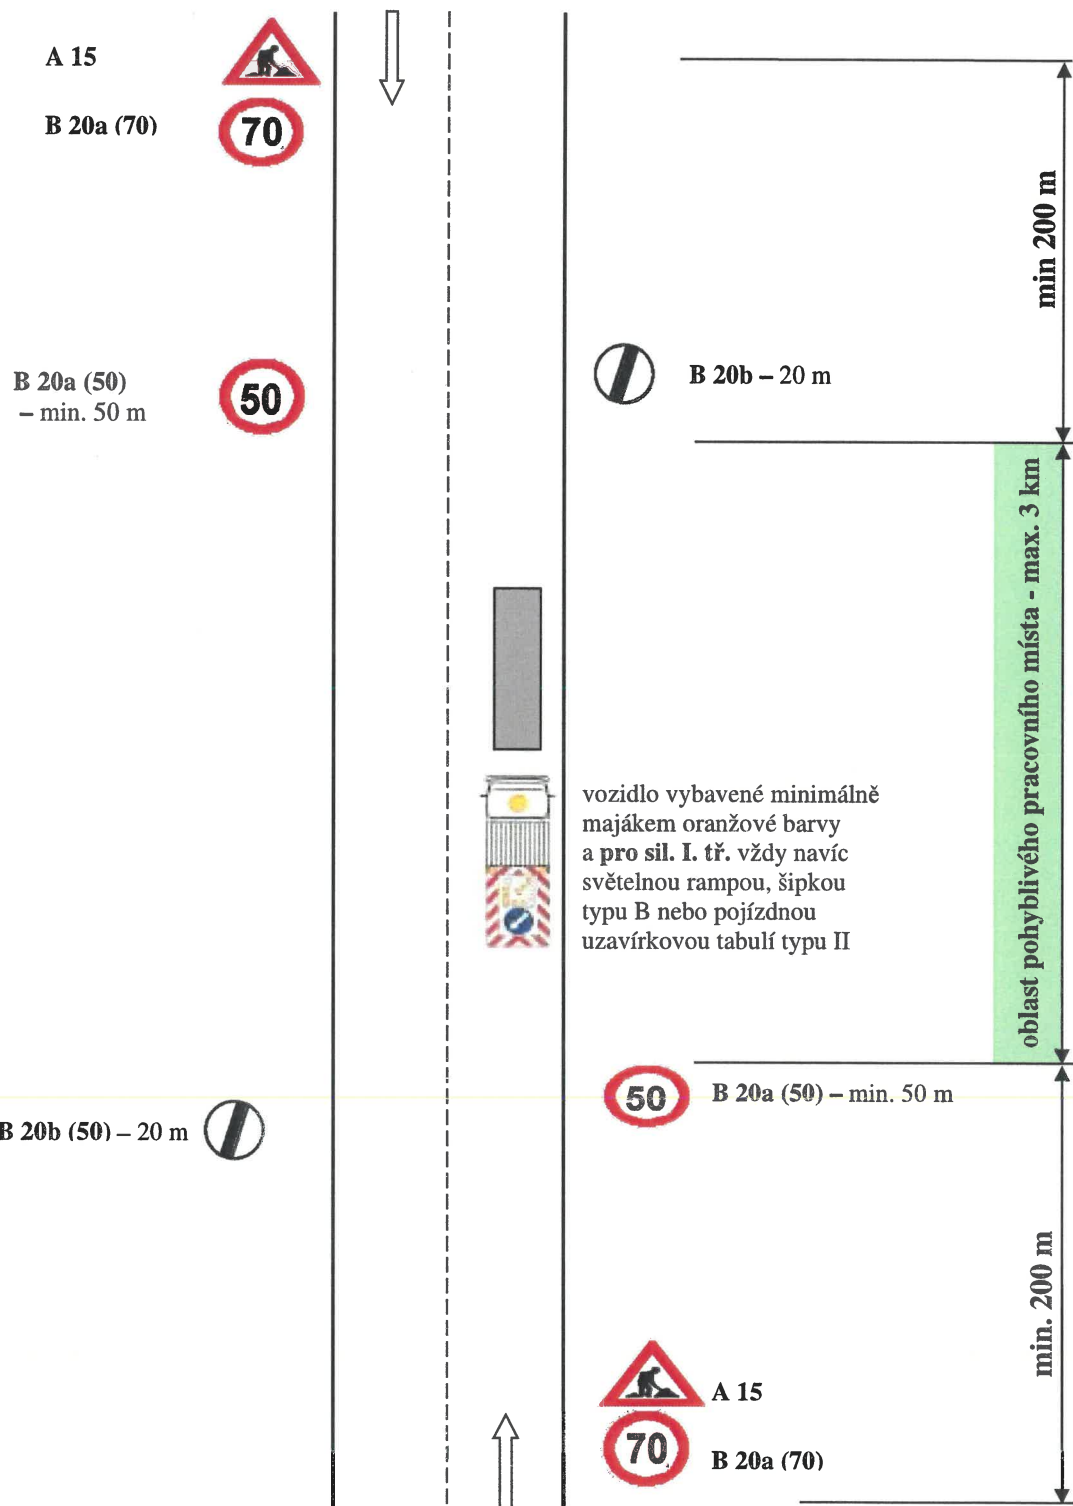 A 15
B 20a (70)
70
min 200 m
B 20a (50)
– min. 50 m
50
B 20b – 20 m
oblast pohyblivého pracovního místa - max. 3 km
vozidlo vybavené minimálně
majákem oranžové barvy
a pro sil. I. tř. vždy navíc
světelnou rampou, šipkou
typu B nebo pojízdnou
uzavírkovou tabulí typu II
50
B 20a (50) – min. 50 m
B 20b (50) – 20 m
min. 200 m
A 15
70
B 20a (70)